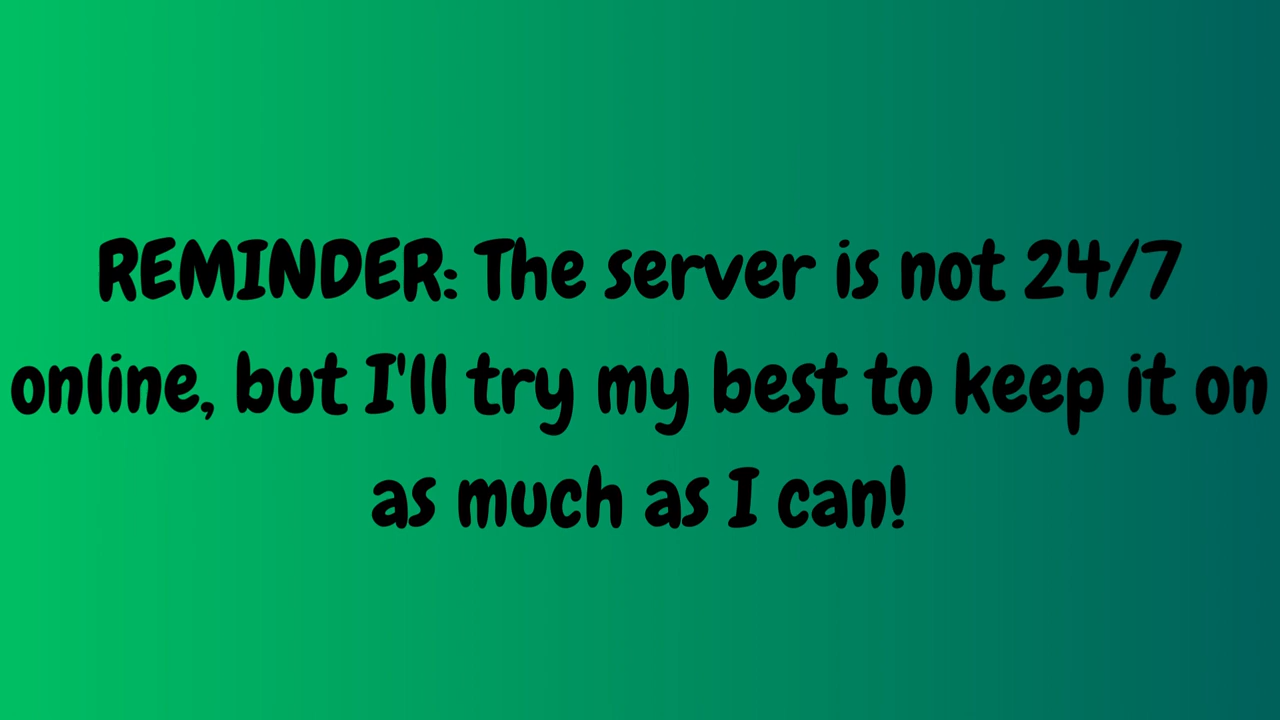 REMINDER: The server is not 24/7
online, but I'll try my best to keep it on
as much as I can!